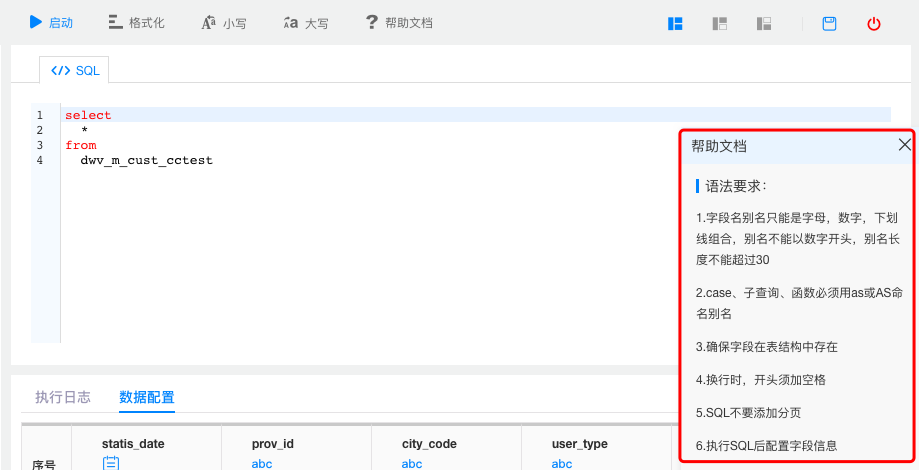 启动 格式化 小写 大写 帮助文档
SQL
1 select
2 *
3 from
4 dwv_m_cust_cctest
帮助文档
语法要求：
1.字段名别名只能是字母，数字，下划
线组合，别名不能以数字开头，别名长
度不能超过30
2.case、子查询、函数必须用as或AS命
名别名
3.确保字段在表结构中存在
4.换行时，开头须加空格
5.SQL不要添加分页
6.执行SQL后配置字段信息
执行日志 数据配置
序号 statis_date prov_id city_code user_type
abc abc abc